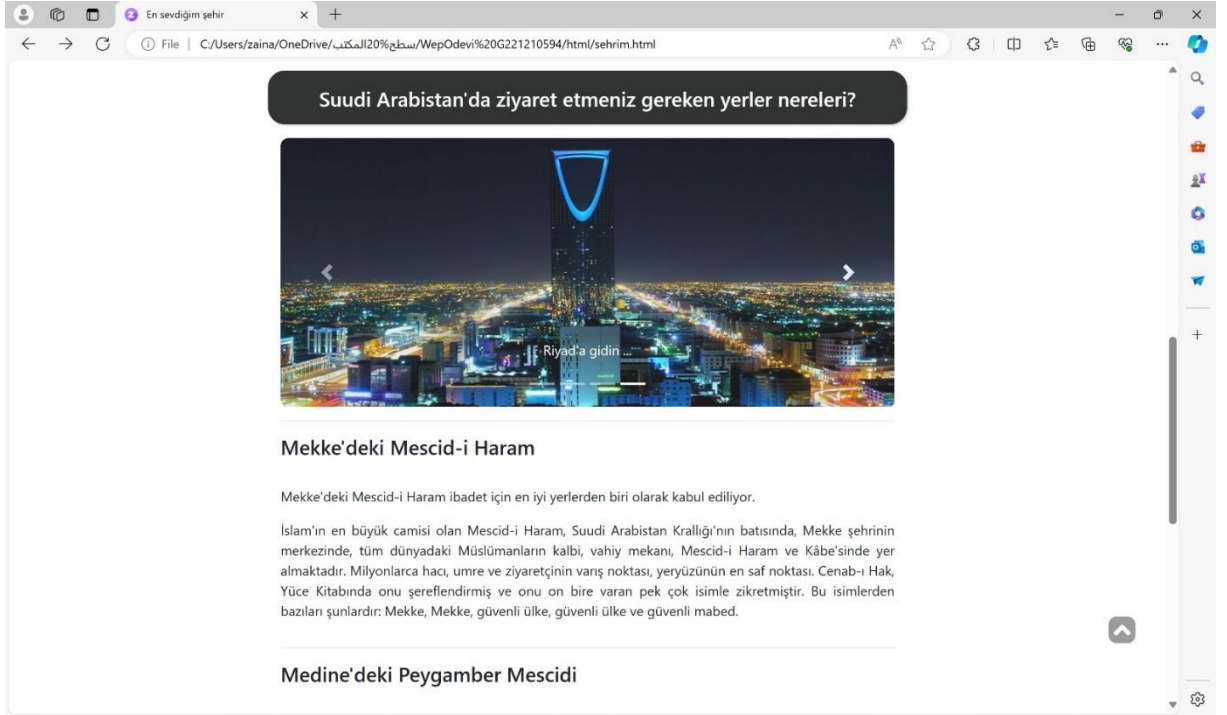 En sevdiğim şehir
File
C:/Users/zaina/OneDrive/سطح%20المكتب/WepOdevi%20G221210594/html/sehrim.html
Suudi Arabistan'da ziyaret etmeniz gereken yerler nereleri?
Riyad'a gidin ...
Mekke'deki Mescid-i Haram
Mekke'deki Mescid-i Haram ibadet için en iyi yerlerden biri olarak kabul ediliyor.
İslam'ın en büyük camisi olan Mescid-i Haram, Suudi Arabistan Krallığı'nın batısında, Mekke şehrinin
merkezinde, tüm dünyadaki Müslümanların kalbi, vahiy mekanı, Mescid-i Haram ve Kâbe'sinde yer
almaktadır. Milyonlarca hacı, umre ve ziyaretçinin varış noktası, yeryüzünün en saf noktası. Cenab-ı Hak,
Yüce Kitabında onu şereflendirmiş ve onu on bire varan pek çok isimle zikretmiştir. Bu isimlerden
bazıları şunlardır: Mekke, Mekke, güvenli ülke, güvenli ülke ve güvenli mabed.
Medine'deki Peygamber Mescidi